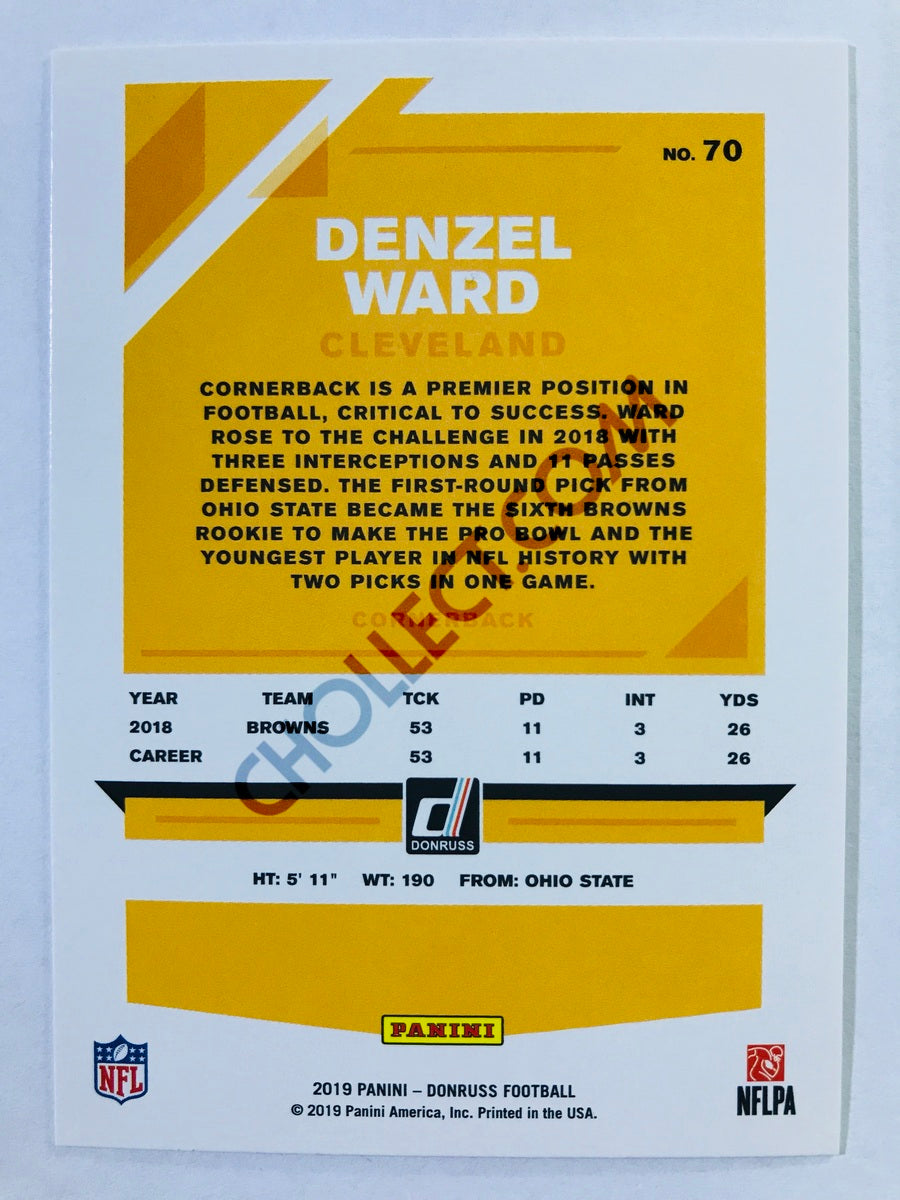 NO. 70
DENZEL
WARD
CLEVELAND
CORNERBACK IS A PREMIER POSITION IN
FOOTBALL, CRITICAL TO SUCCESS. WARD
ROSE TO THE CHALLENGE IN 2018 WITH
THREE INTERCEPTIONS AND 11 PASSES
DEFENSED. THE FIRST-ROUND PICK FROM
OHIO STATE BECAME THE SIXTH BROWNS
ROOKIE TO MAKE THE PRO BOWL AND THE
YOUNGEST PLAYER IN NFL HISTORY WITH
TWO PICKS IN ONE GAME.
CORNERBACK
CHOLLECT.COM
YEAR TEAM TCK PD INT YDS
2018 BROWNS 53 11 3 26
CAREER 53 11 3 26
d
DONRUSS
HT: 5' 11" WT: 190 FROM: OHIO STATE
PANINI
NFL
NFLPA
2019 PANINI – DONRUSS FOOTBALL
© 2019 Panini America, Inc. Printed in the USA.